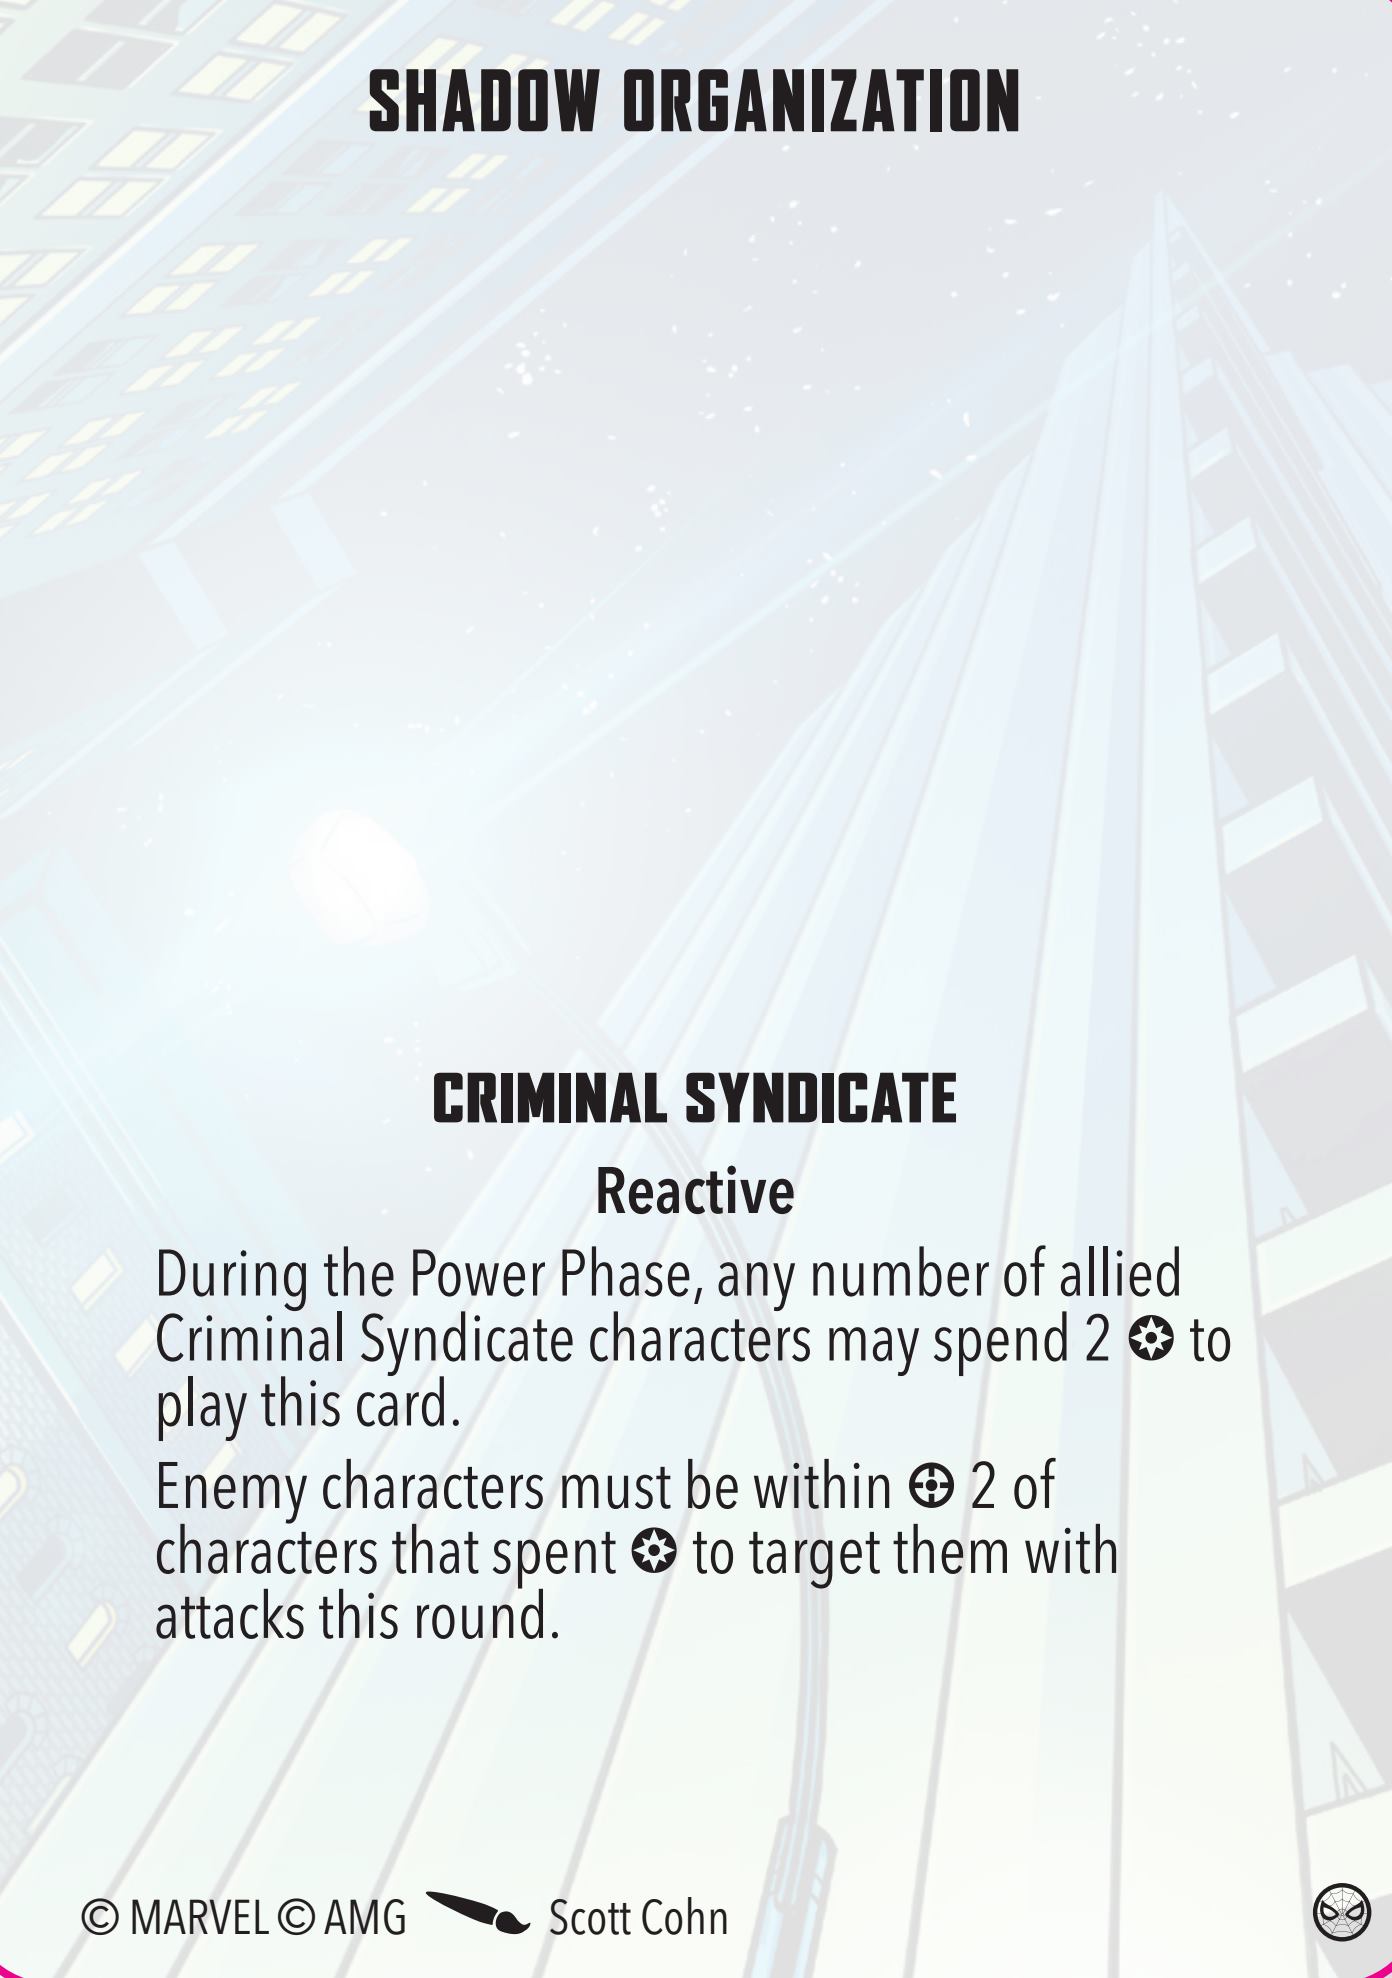 SHADOW ORGANIZATION
CRIMINAL SYNDICATE
Reactive
During the Power Phase, any number of allied
Criminal Syndicate characters may spend 2 to
play this card.
Enemy characters must be within 2 of
characters that spent to target them with
attacks this round.
© MARVEL © AMG Scott Cohn